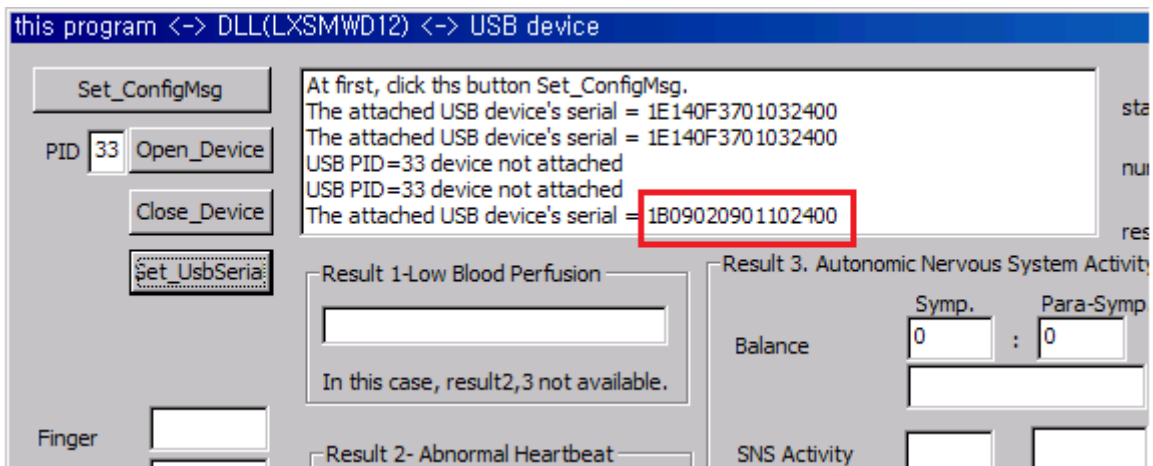 this program <-> DLL(LXSMWD12) <-> USB device
Set_ConfigMsg
At first, click ths button Set_ConfigMsg.
The attached USB device's serial = 1E140F3701032400
The attached USB device's serial = 1E140F3701032400
USB PID=33 device not attached
USB PID=33 device not attached
The attached USB device's serial = 1B09020901102400
PID 33 Open_Device
Close_Device
Get_UsbSerial
sta
nur
res
Result 1-Low Blood Perfusion
In this case, result2,3 not available.
Result 3. Autonomic Nervous System Activity
Symp. Para-Symp.
Balance 0 : 0
Finger
Result 2- Abnormal Heartbeat
SNS Activity